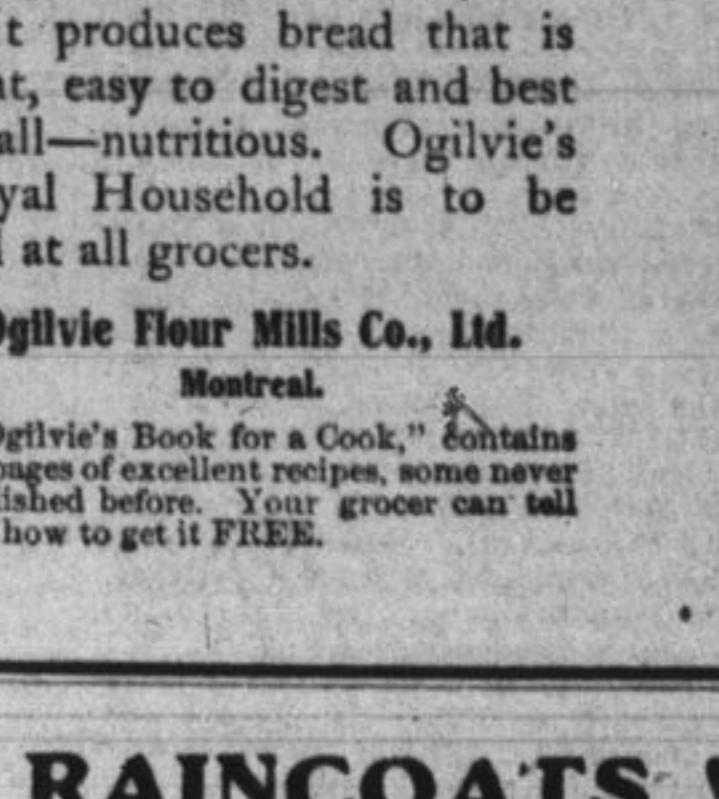 t produces bread that is
t, easy to digest and best
all—nutritious. Ogilvie's
yal Household is to be
at all grocers.
gilvie Flour Mills Co., Ltd.
Montreal.
gilvie's Book for a Cook," contains
pages of excellent recipes, some never
ished before. Your grocer can tell
how to get it FREE.
RAINCOATS